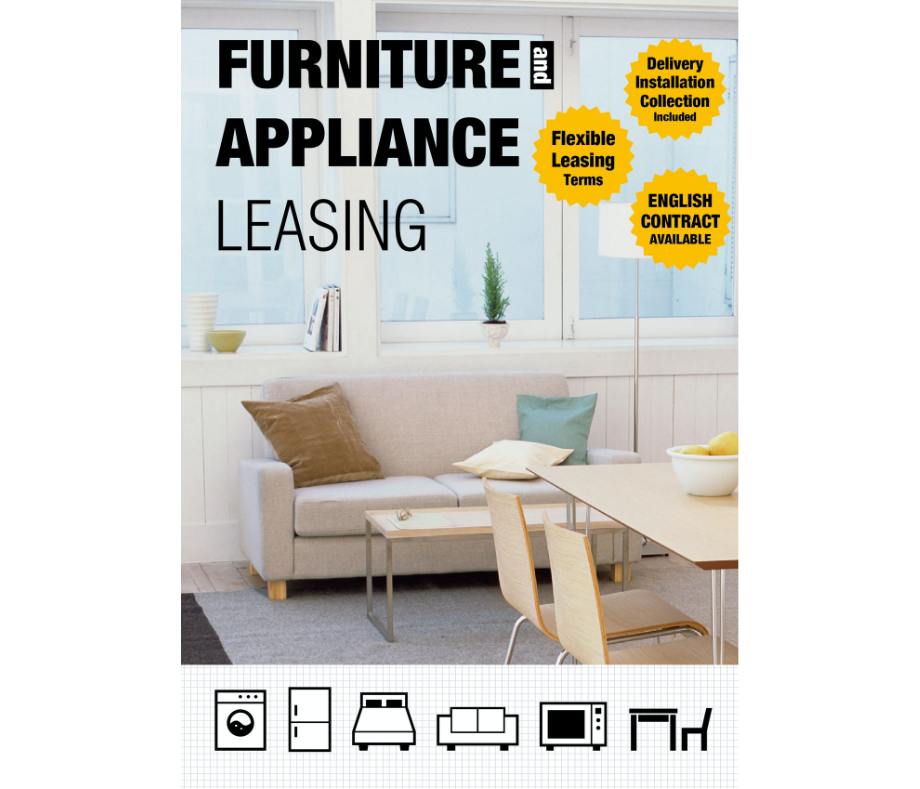 FURNITURE and
APPLIANCE
LEASING
Delivery
Installation
Collection
Included
Flexible
Leasing
Terms
ENGLISH
CONTRACT
AVAILABLE